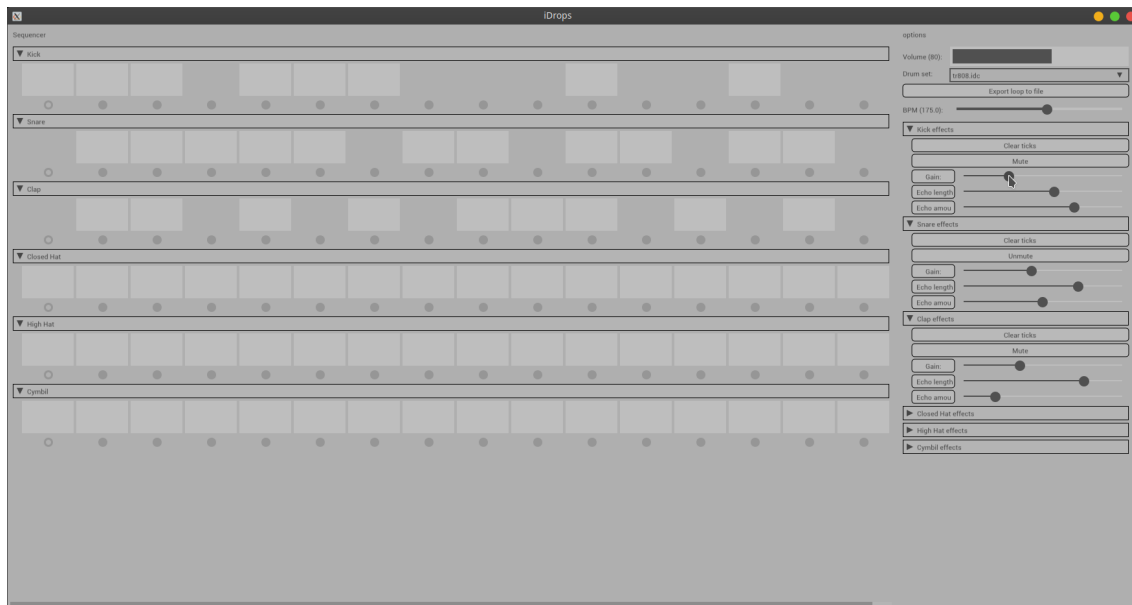 iDrops
Sequencer
Kick
Snare
Clap
Closed Hat
High Hat
Cymbil
options
Volume (80):
Drum set: tr808.idc
Export loop to file
BPM (175.0):
Kick effects
Clear ticks
Mute
Gain:
Echo length
Echo amou
Snare effects
Clear ticks
Unmute
Gain:
Echo length
Echo amou
Clap effects
Clear ticks
Mute
Gain:
Echo length
Echo amou
Closed Hat effects
High Hat effects
Cymbil effects